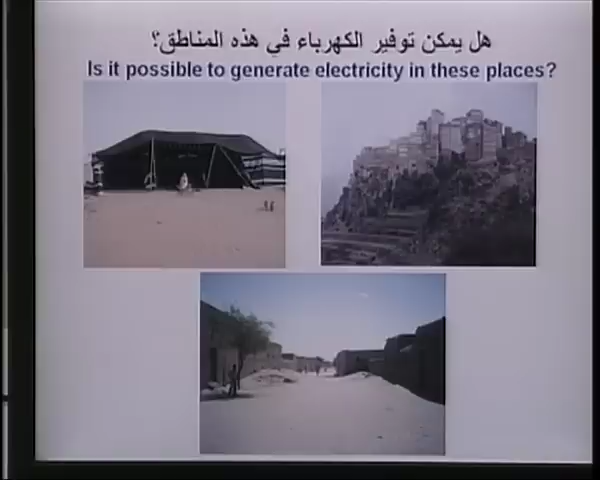 هل يمكن توفير الكهرباء في هذه المناطق؟
Is it possible to generate electricity in these places?